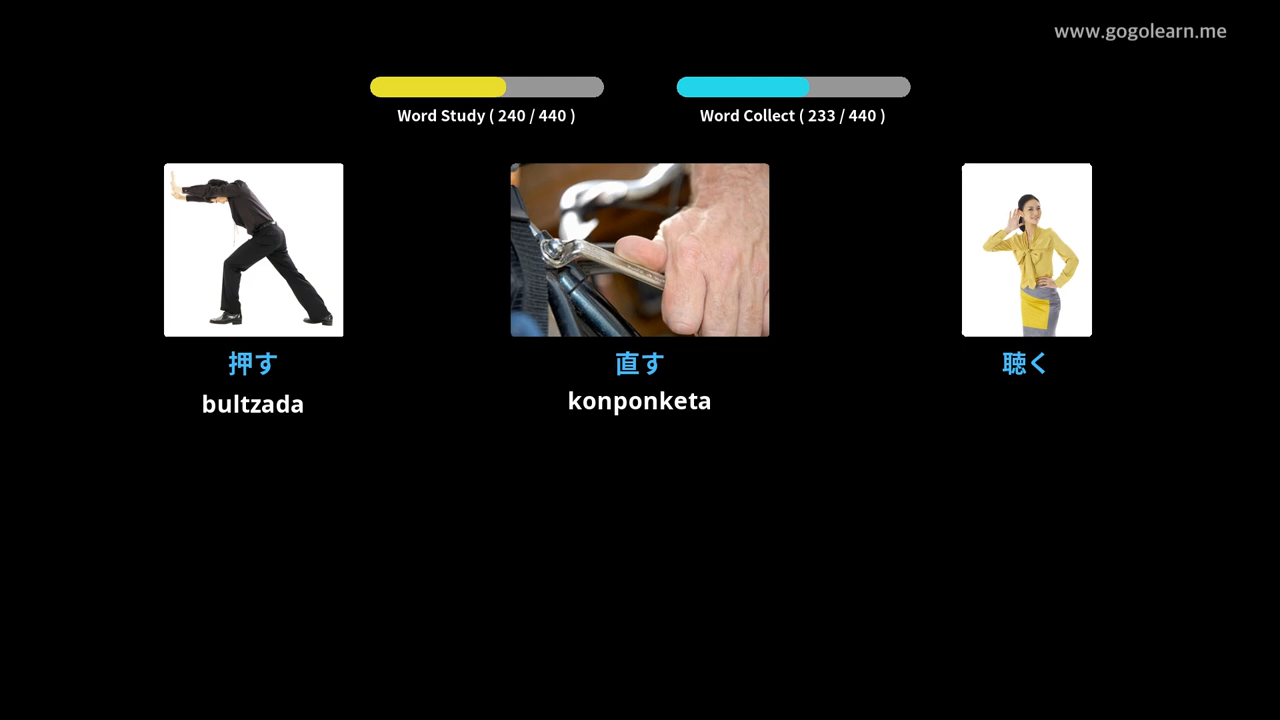 www.gogolearn.me
Word Study ( 240 / 440 )
Word Collect ( 233 / 440 )
押す
直す
聴く
bultzada
konponketa